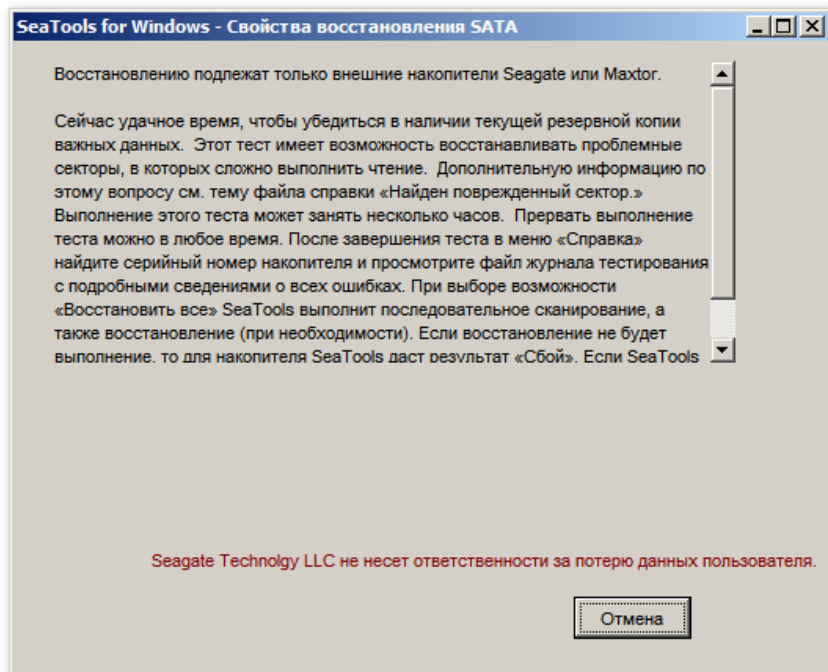 SeaTools for Windows - Свойства восстановления SATA
Восстановлению подлежат только внешние накопители Seagate или Maxtor.
Сейчас удачное время, чтобы убедиться в наличии текущей резервной копии
важных данных.  Этот тест имеет возможность восстанавливать проблемные
секторы, в которых сложно выполнить чтение.  Дополнительную информацию по
этому вопросу см. тему файла справки «Найден поврежденный сектор.»
Выполнение этого теста может занять несколько часов.  Прервать выполнение
теста можно в любое время. После завершения теста в меню «Справка»
найдите серийный номер накопителя и просмотрите файл журнала тестирования
с подробными сведениями о всех ошибках. При выборе возможности
«Восстановить все» SeaTools выполнит последовательное сканирование, а
также восстановление (при необходимости). Если восстановление не будет
выполнение, то для накопителя SeaTools даст результат «Сбой». Если SeaTools
Seagate Technolgy LLC не несет ответственности за потерю данных пользователя.
Отмена